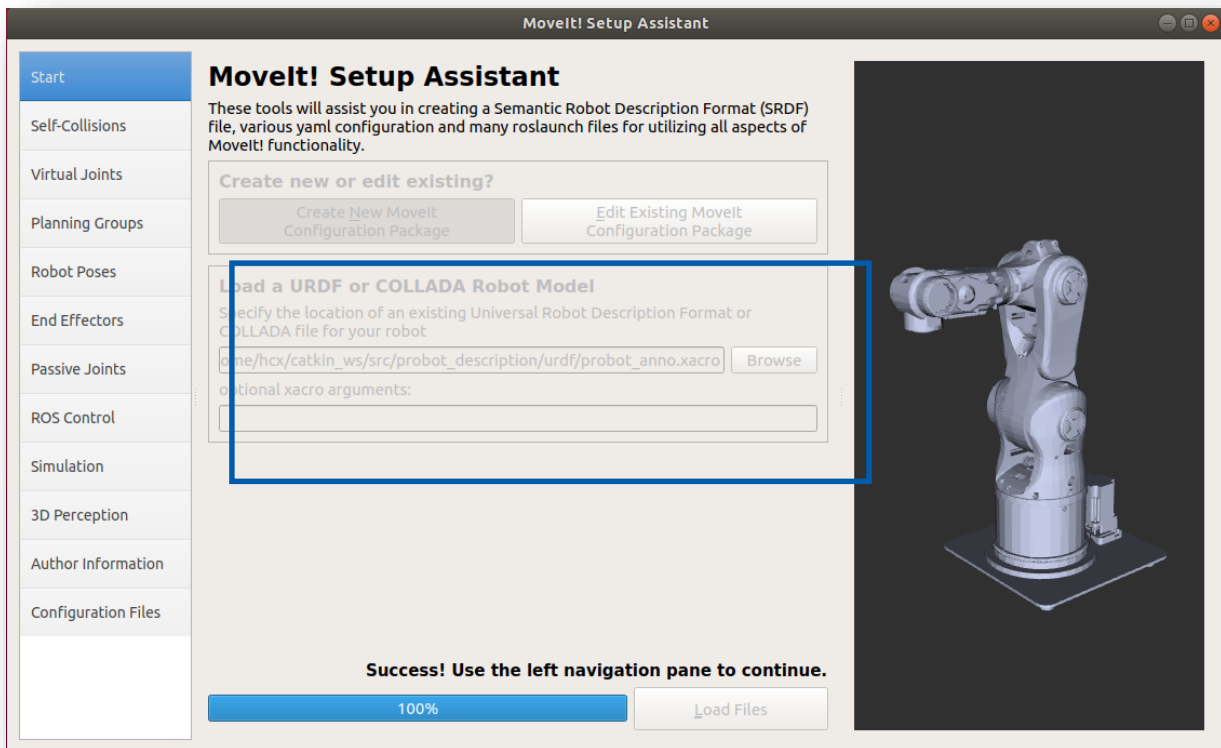 MoveIt! Setup Assistant
Start
Self-Collisions
Virtual Joints
Planning Groups
Robot Poses
End Effectors
Passive Joints
ROS Control
Simulation
3D Perception
Author Information
Configuration Files
MoveIt! Setup Assistant
These tools will assist you in creating a Semantic Robot Description Format (SRDF)
file, various yaml configuration and many roslaunch files for utilizing all aspects of
MoveIt! functionality.
Create new or edit existing?
Create New MoveIt
Configuration Package
Edit Existing MoveIt
Configuration Package
Load a URDF or COLLADA Robot Model
Specify the location of an existing Universal Robot Description Format or
COLLADA file for your robot
ome/hcx/catkin_ws/src/probot_description/urdf/probot_anno.xacro
Browse
optional xacro arguments:
Success! Use the left navigation pane to continue.
100%
Load Files